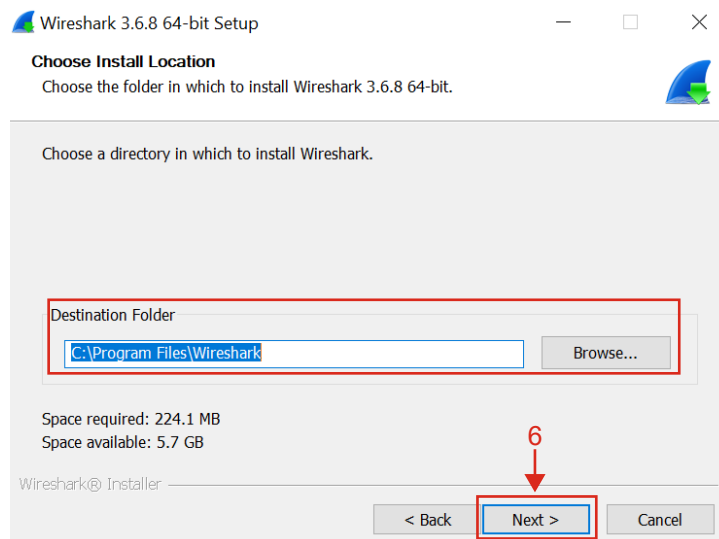 Wireshark 3.6.8 64-bit Setup
Choose Install Location
Choose the folder in which to install Wireshark 3.6.8 64-bit.
Choose a directory in which to install Wireshark.
Destination Folder
C:\Program Files\Wireshark
Browse...
Space required: 224.1 MB
Space available: 5.7 GB
6
Wireshark® Installer
< Back Next > Cancel